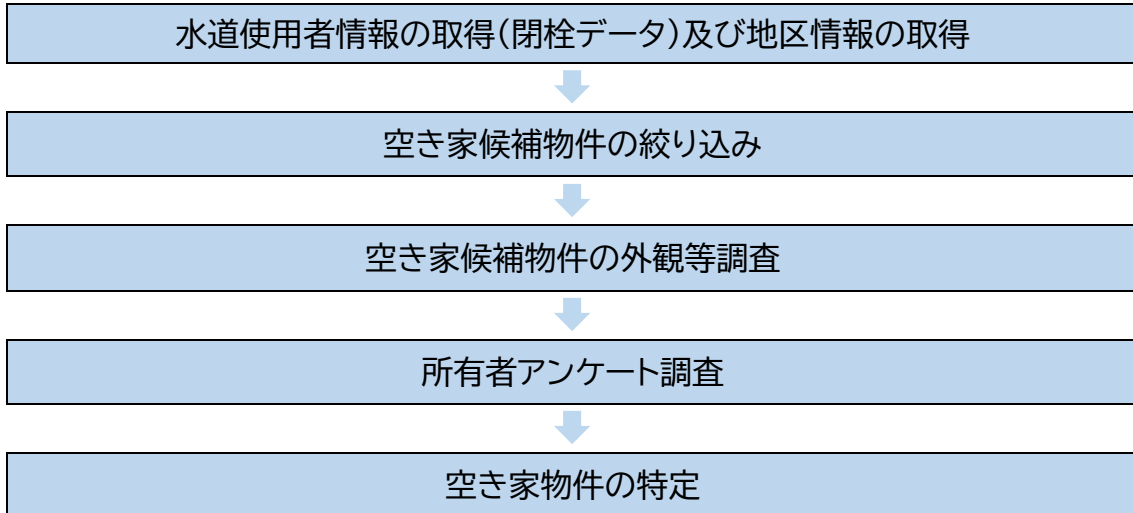 水道使用者情報の取得(閉栓データ)及び地区情報の取得
空き家候補物件の絞り込み
空き家候補物件の外観等調査
所有者アンケート調査
空き家物件の特定